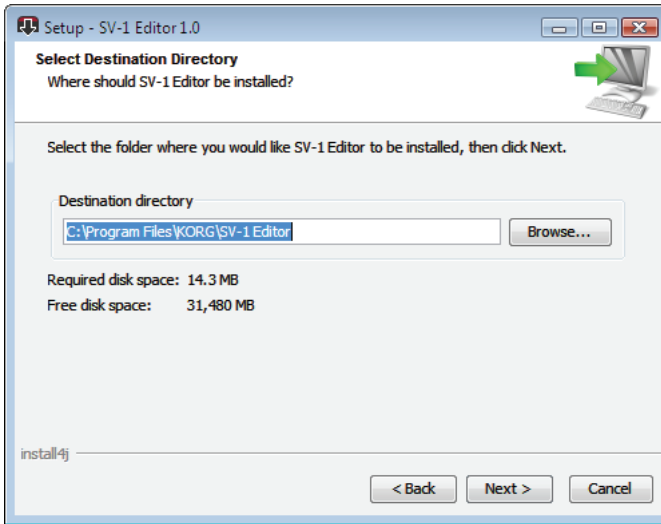 Setup - SV-1 Editor 1.0
Select Destination Directory
Where should SV-1 Editor be installed?
Select the folder where you would like SV-1 Editor to be installed, then click Next.
Destination directory
C:\Program Files\KORG\SV-1 Editor
Browse...
Required disk space: 14.3 MB
Free disk space: 31,480 MB
install4j
< Back Next > Cancel